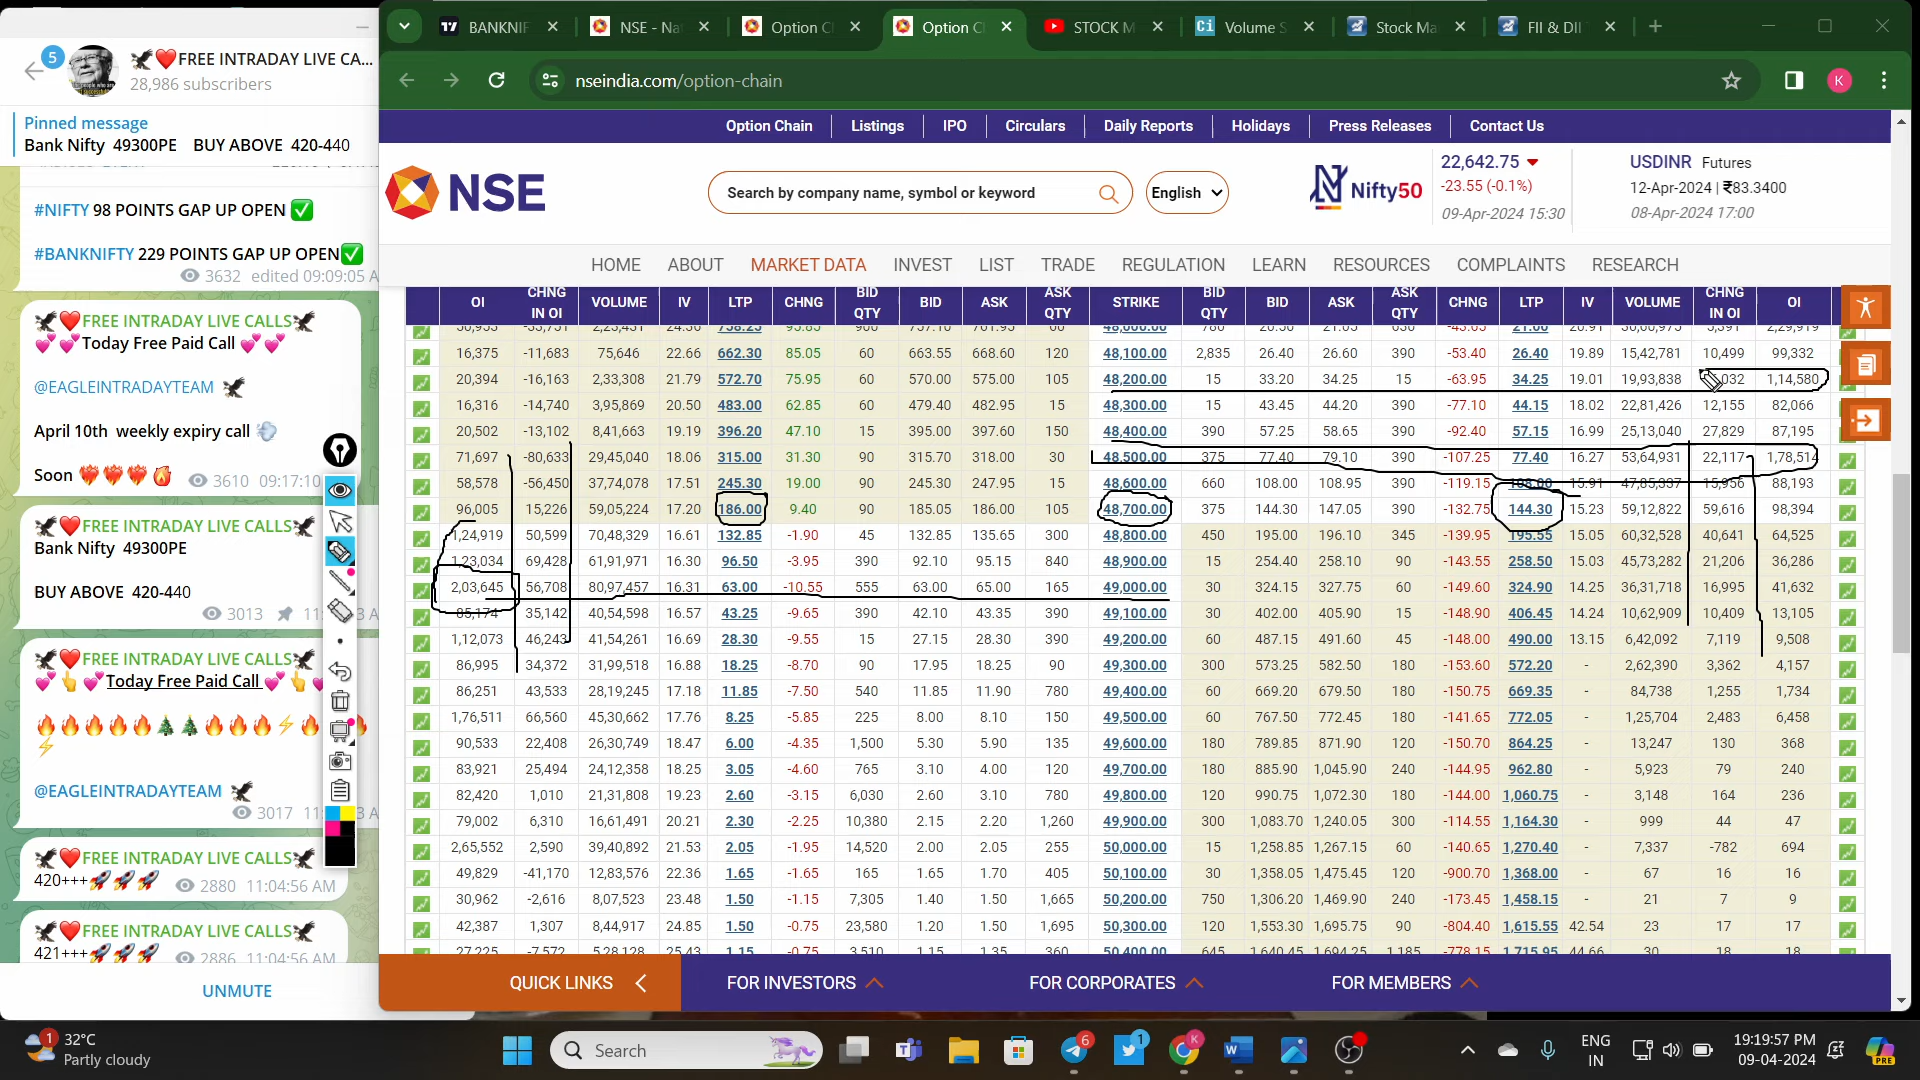 BANKNIF
NSE - Na
Option C
Option C
STOCK M
Volume S
Stock Ma
FII & DII
nseindia.com/option-chain
K
5
FREE INTRADAY LIVE CA...
28,986 subscribers
Pinned message
Bank Nifty 49300PE BUY ABOVE 420-440
#NIFTY 98 POINTS GAP UP OPEN ✅
#BANKNIFTY 229 POINTS GAP UP OPEN✅
3632 edited 09:09:05 A
🦅❤️FREE INTRADAY LIVE CALLS🦅
💕💕Today Free Paid Call 💕💕
@EAGLEINTRADAYTEAM 🦅
April 10th weekly expiry call
Soon
3610 09:17:10
🦅❤️FREE INTRADAY LIVE CALLS🦅
Bank Nifty 49300PE
BUY ABOVE 420-440
3013
🦅❤️FREE INTRADAY LIVE CALLS🦅
Today Free Paid Call
@EAGLEINTRADAYTEAM 🦅
3017
🦅❤️FREE INTRADAY LIVE CALLS🦅
420+++🚀🚀🚀 2880 11:04:56 AM
🦅❤️FREE INTRADAY LIVE CALLS🦅
421+++🚀🚀🚀 2886 11:04:56 AM
UNMUTE
Option Chain Listings IPO Circulars Daily Reports Holidays Press Releases Contact Us
NSE
Search by company name, symbol or keyword
English
Nifty50
22,642.75
-23.55 (-0.1%)
09-Apr-2024 15:30
USDINR Futures
12-Apr-2024 | ₹83.3400
08-Apr-2024 17:00
HOME ABOUT MARKET DATA INVEST LIST TRADE REGULATION LEARN RESOURCES COMPLAINTS RESEARCH
OI CHNG IN OI VOLUME IV LTP CHNG BID QTY BID ASK ASK QTY STRIKE BID QTY BID ASK ASK QTY CHNG LTP IV VOLUME CHNG IN OI OI
16,375 -11,683 75,646 22.66 662.30 85.05 60 663.55 668.60 120 48,100.00 2,835 26.40 26.60 390 -53.40 26.40 19.89 15,42,781 10,499 99,332
20,394 -16,163 2,33,308 21.79 572.70 75.95 60 570.00 575.00 105 48,200.00 15 33.20 34.25 15 -63.95 34.25 19.01 19,93,838 1,14,580
16,316 -14,740 3,95,869 20.50 483.00 62.85 60 479.40 482.95 15 48,300.00 15 43.45 44.20 390 -77.10 44.15 18.02 22,81,426 12,155 82,066
20,502 -13,102 8,41,663 19.19 396.20 47.10 15 395.00 397.60 150 48,400.00 390 57.25 58.65 390 -92.40 57.15 16.99 25,13,040 27,829 87,195
71,697 -80,633 29,45,040 18.06 315.00 31.30 90 315.70 318.00 30 48,500.00 375 77.40 79.10 390 -107.25 77.40 16.27 53,64,931 22,117 1,78,514
58,578 -56,450 37,74,078 17.51 245.30 19.00 90 245.30 247.95 15 48,600.00 660 108.00 108.95 390 -119.15 108.00 15.91 47,85,337 15,956 88,193
96,005 15,226 59,05,224 17.20 186.00 9.40 90 185.05 186.00 105 48,700.00 375 144.30 147.05 390 -132.75 144.30 15.23 59,12,822 59,616 98,394
1,24,919 50,599 70,48,329 16.61 132.85 -1.90 45 132.85 135.65 300 48,800.00 450 195.00 196.10 345 -139.95 195.55 15.05 60,32,528 40,641 64,525
1,23,034 69,428 61,91,971 16.30 96.50 -3.95 390 92.10 95.15 840 48,900.00 15 254.40 258.10 90 -143.55 258.50 15.03 45,73,282 21,206 36,286
2,03,645 56,708 80,97,457 16.31 63.00 -10.55 555 63.00 65.00 165 49,000.00 30 324.15 327.75 60 -149.60 324.90 14.25 36,31,718 16,995 41,632
85,174 35,142 40,54,598 16.57 43.25 -9.65 390 42.10 43.35 390 49,100.00 30 402.00 405.90 15 -148.90 406.45 14.24 10,62,909 10,409 13,105
1,12,073 46,243 41,54,261 16.69 28.30 -9.55 15 27.15 28.30 390 49,200.00 60 487.15 491.60 45 -148.00 490.00 13.15 6,42,092 7,119 9,508
86,995 34,372 31,99,518 16.88 18.25 -8.70 90 17.95 18.25 90 49,300.00 300 573.25 582.50 180 -153.60 572.20 - 2,62,390 3,362 4,157
86,251 43,533 28,19,245 17.18 11.85 -7.50 540 11.85 11.90 780 49,400.00 60 669.20 679.50 180 -150.75 669.35 - 84,738 1,255 1,734
1,76,511 66,560 45,30,662 17.76 8.25 -5.85 225 8.00 8.10 150 49,500.00 60 767.50 772.45 180 -141.65 772.05 - 1,25,704 2,483 6,458
90,533 22,408 26,30,749 18.47 6.00 -4.35 1,500 5.30 5.90 135 49,600.00 180 789.85 871.90 120 -150.70 864.25 - 13,247 130 368
83,921 25,494 24,12,358 18.25 3.05 -4.60 765 3.10 4.00 120 49,700.00 180 885.90 1,045.90 240 -144.95 962.80 - 5,923 79 240
82,420 1,010 21,31,808 19.23 2.60 -3.15 6,030 2.60 3.10 780 49,800.00 120 990.75 1,072.30 180 -144.00 1,060.75 - 3,148 164 236
79,002 6,310 16,61,491 20.21 2.30 -2.25 10,380 2.15 2.20 1,260 49,900.00 300 1,083.70 1,240.05 300 -114.55 1,164.30 - 999 44 47
2,65,552 2,590 39,40,892 21.53 2.05 -1.95 14,520 2.00 2.05 255 50,000.00 15 1,258.85 1,267.15 60 -140.65 1,270.40 - 7,337 -782 694
49,829 -41,170 12,83,576 22.36 1.65 -1.65 165 1.65 1.70 405 50,100.00 30 1,358.05 1,475.45 120 -900.70 1,368.00 - 67 16 16
30,962 -2,616 8,07,523 23.48 1.50 -1.15 7,305 1.40 1.50 1,665 50,200.00 750 1,306.20 1,469.90 240 -173.45 1,458.15 - 21 7 9
42,387 1,307 8,44,917 24.85 1.50 -0.75 23,580 1.20 1.50 1,695 50,300.00 120 1,553.30 1,695.75 90 -804.40 1,615.55 42.54 23 17 17
QUICK LINKS FOR INVESTORS FOR CORPORATES FOR MEMBERS
1
32°C
Partly cloudy
Search
6
1
ENG
IN
19:19:57 PM
09-04-2024
PRE